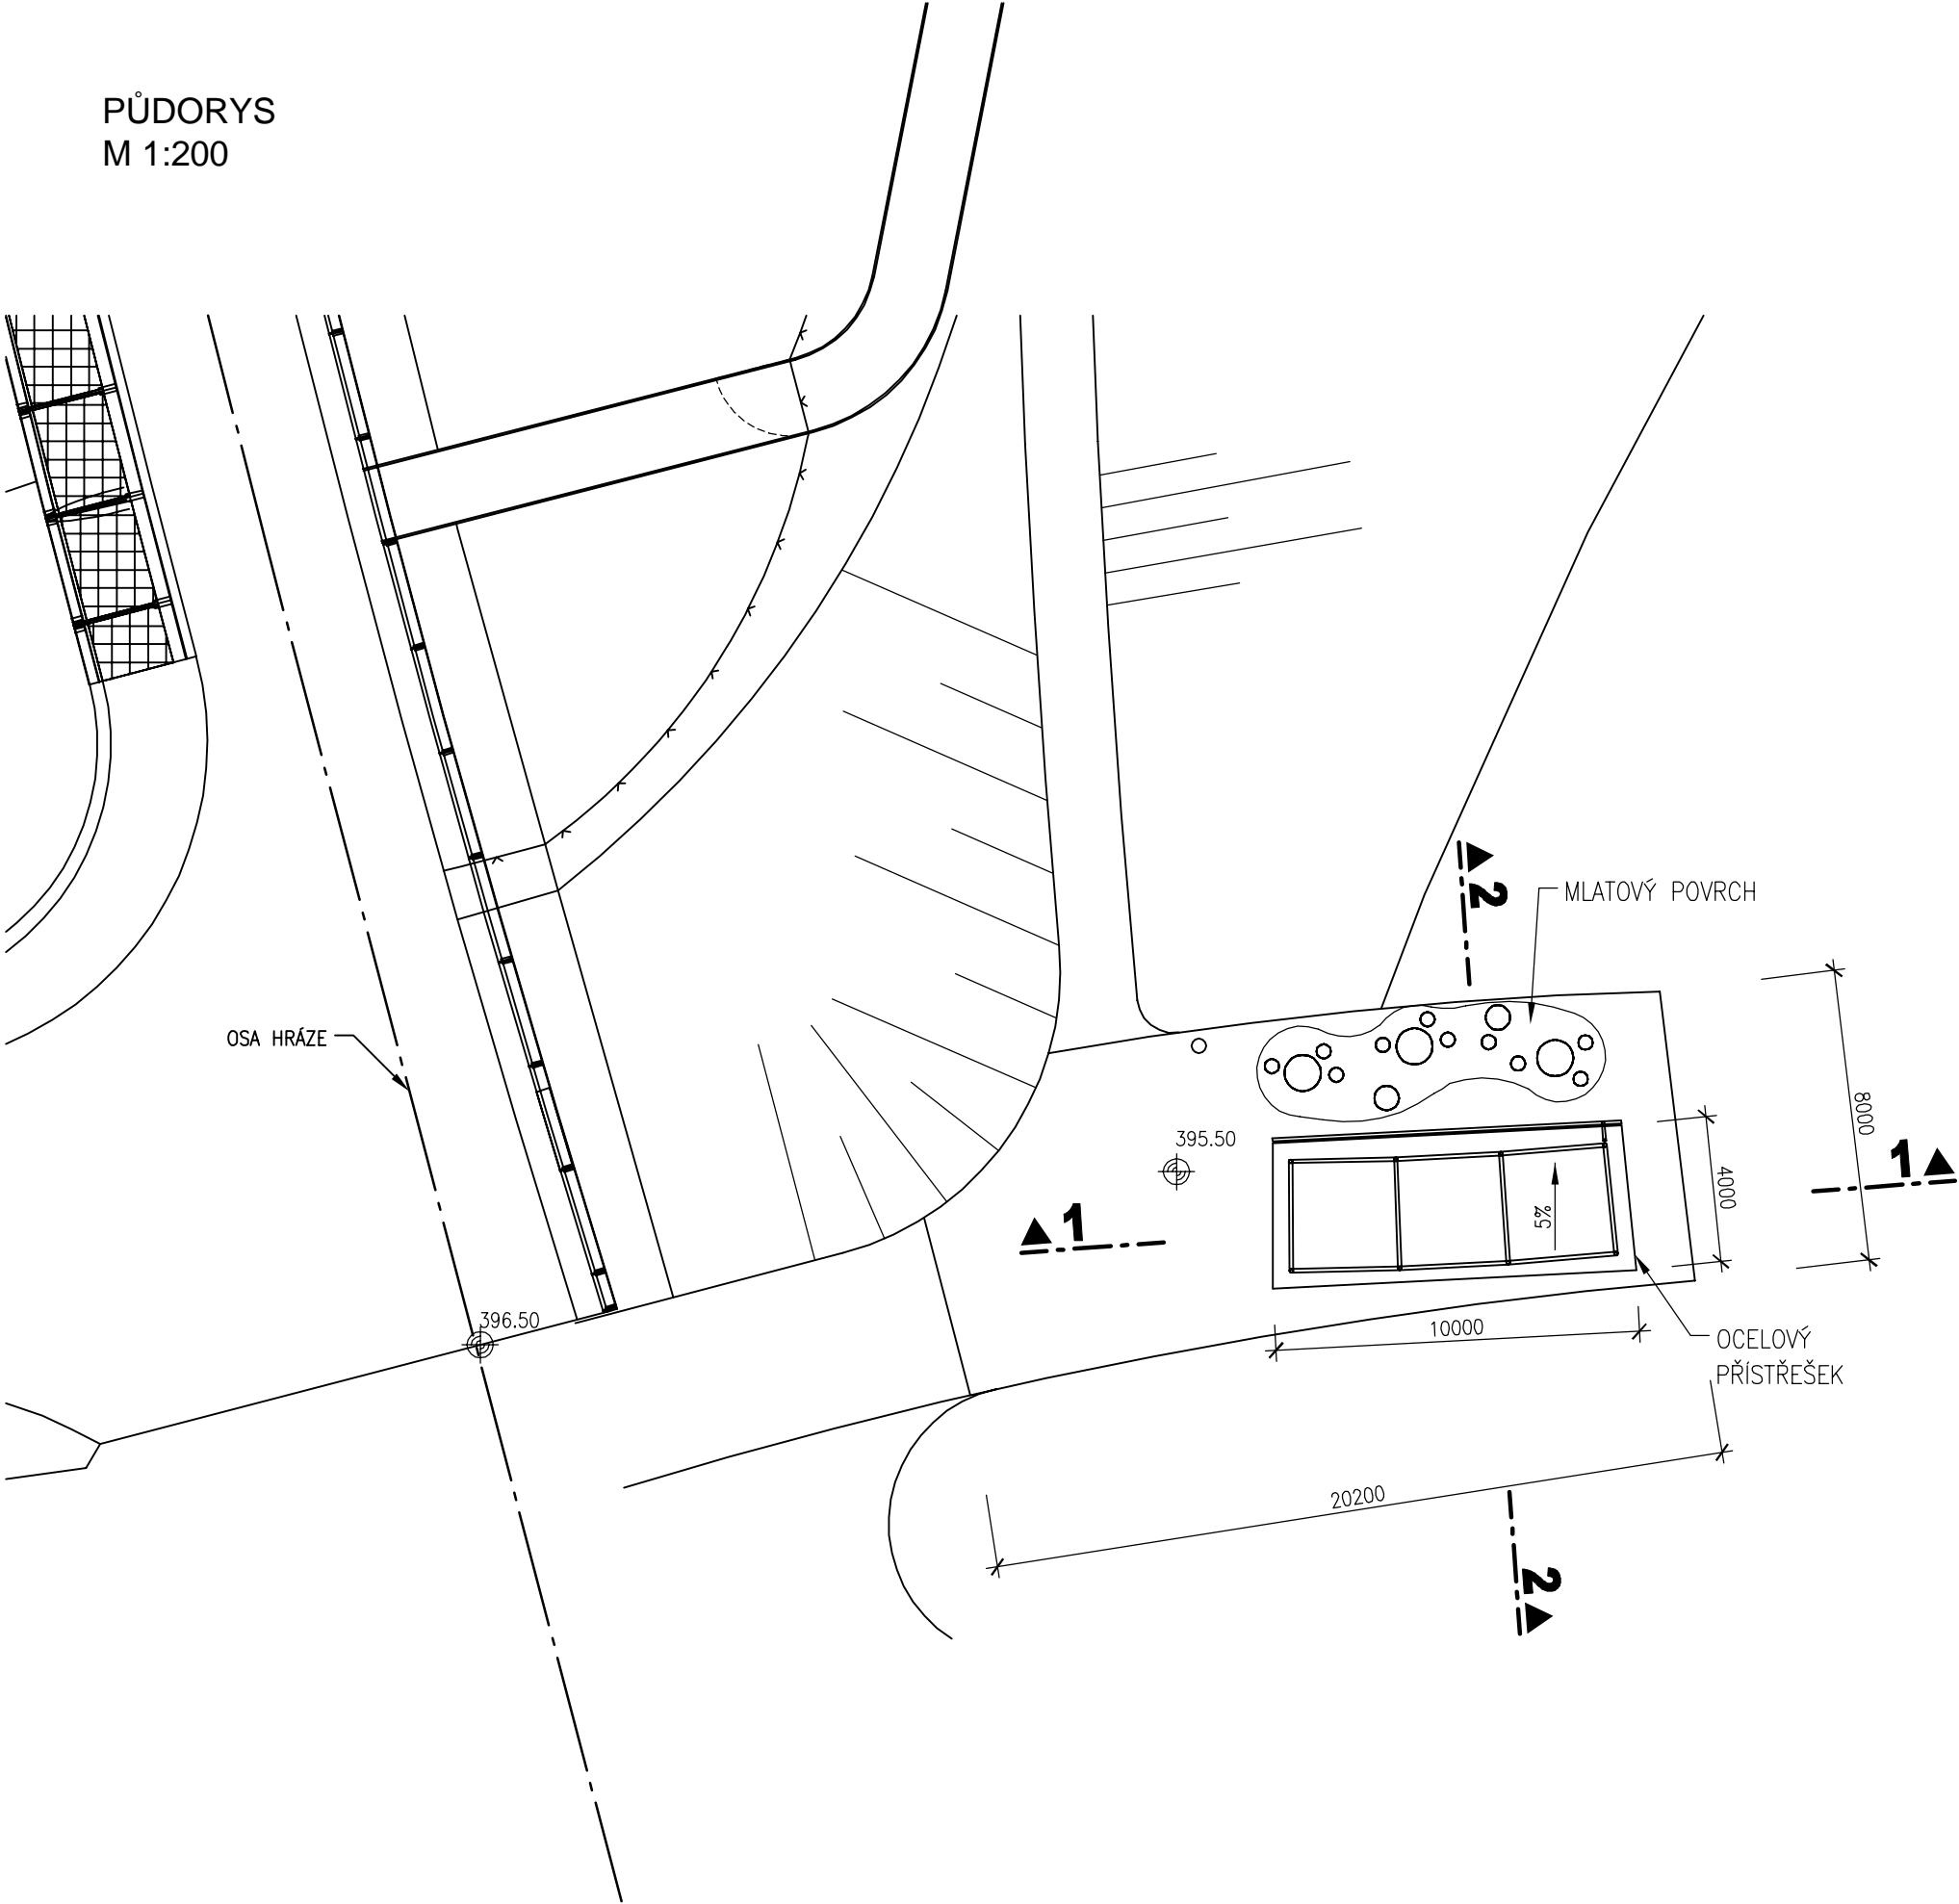 PŮDORYS
M 1:200
2
MLATOVÝ POVRCH
OSA HRÁZE
8000
395.50
4000
1
1
5%
396.50
10000
OCELOVÝ
PŘÍSTŘEŠEK
20200
2